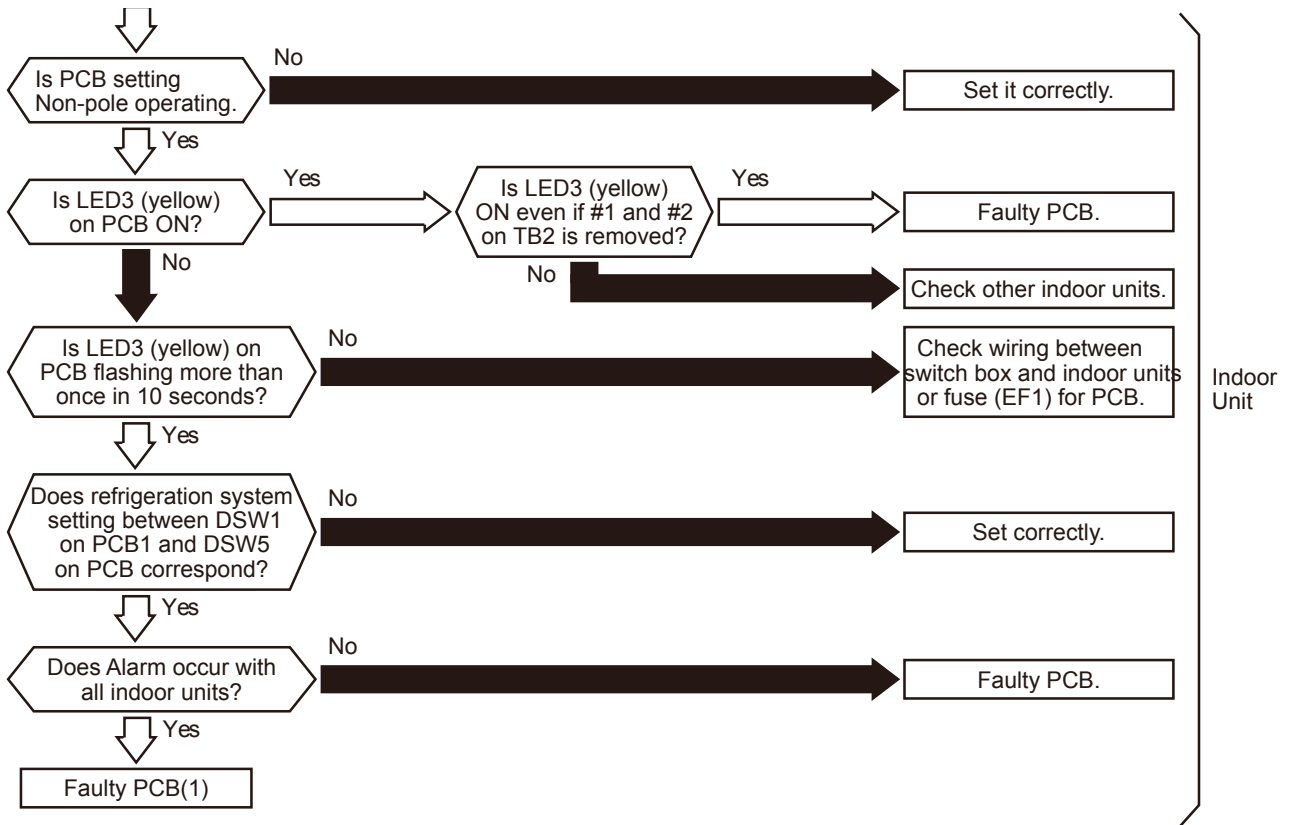 No
Is PCB setting
Non-pole operating.
Set it correctly.
Yes
Is LED3 (yellow)
on PCB ON?
Yes
Is LED3 (yellow)
ON even if #1 and #2
on TB2 is removed?
Yes
Faulty PCB.
No
No
Check other indoor units.
Is LED3 (yellow) on
PCB flashing more than
once in 10 seconds?
No
Check wiring between
switch box and indoor units
or fuse (EF1) for PCB.
Indoor
Unit
Yes
Does refrigeration system
setting between DSW1
on PCB1 and DSW5
on PCB correspond?
No
Set correctly.
Yes
Does Alarm occur with
all indoor units?
No
Faulty PCB.
Yes
Faulty PCB(1)